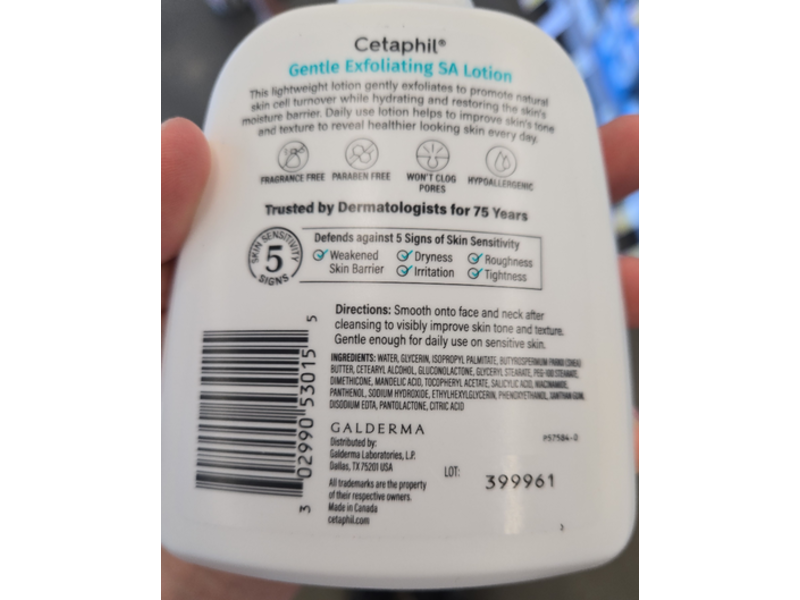 Cetaphil®
Gentle Exfoliating SA Lotion
This lightweight lotion gently exfoliates to promote natural
skin cell turnover while hydrating and restoring the skin's
moisture barrier. Daily use lotion helps to improve skin's tone
and texture to reveal healthier looking skin every day.
FRAGRANCE FREE PARABEN FREE WON'T CLOG PORES HYPOALLERGENIC
Trusted by Dermatologists for 75 Years
SKIN SENSITIVITY
5
SIGNS
Defends against 5 Signs of Skin Sensitivity
Weakened Skin Barrier
Dryness
Roughness
Irritation
Tightness
Directions: Smooth onto face and neck after
cleansing to visibly improve skin tone and texture.
Gentle enough for daily use on sensitive skin.
INGREDIENTS: WATER, GLYCERIN, ISOPROPYL PALMITATE, BUTYROSPERMUM PARKII (SHEA)
BUTTER, CETEARYL ALCOHOL, GLUCONOLACTONE, GLYCERYL STEARATE, PEG-100 STEARATE,
DIMETHICONE, MANDELIC ACID, TOCOPHERYL ACETATE, SALICYLIC ACID, NIACINAMIDE,
PANTHENOL, SODIUM HYDROXIDE, ETHYLHEXYLGLYCERIN, PHENOXYETHANOL, XANTHAN GUM,
DISODIUM EDTA, PANTOLACTONE, CITRIC ACID
GALDERMA
Distributed by:
Galderma Laboratories, L.P.
Dallas, TX 75201 USA
All trademarks are the property
of their respective owners.
Made in Canada
cetaphil.com
P57584-0
LOT: 399961
3
3 02990 53015 5